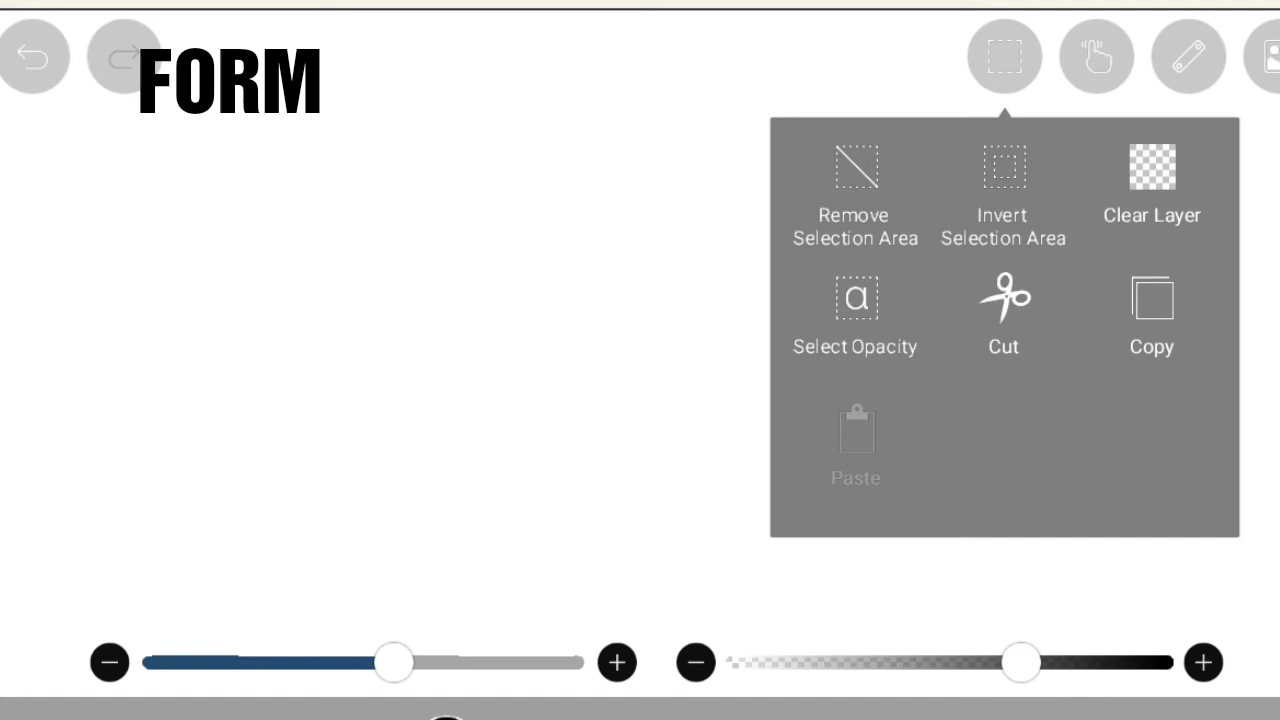 FORM
Remove
Selection Area
Invert
Selection Area
Clear Layer
Select Opacity
Cut
Copy
Paste